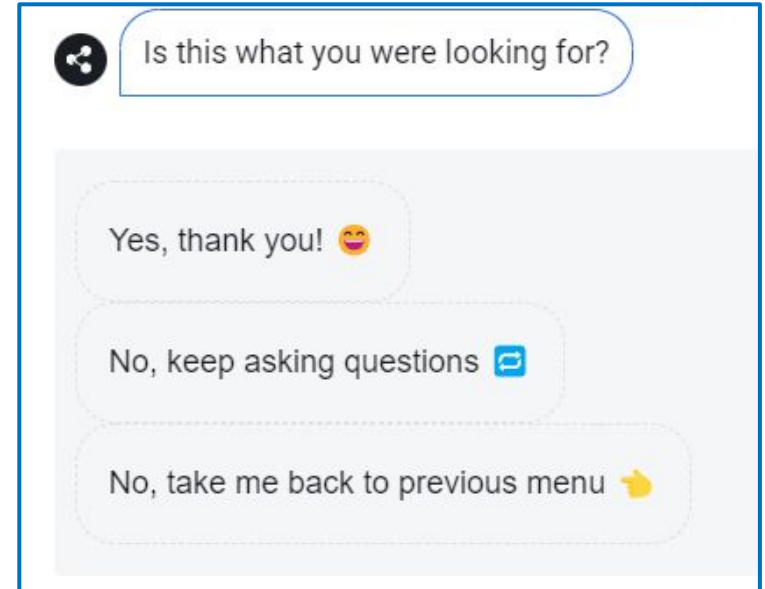 Is this what you were looking for?
Yes, thank you! 😄
No, keep asking questions 🔁
No, take me back to previous menu 👈